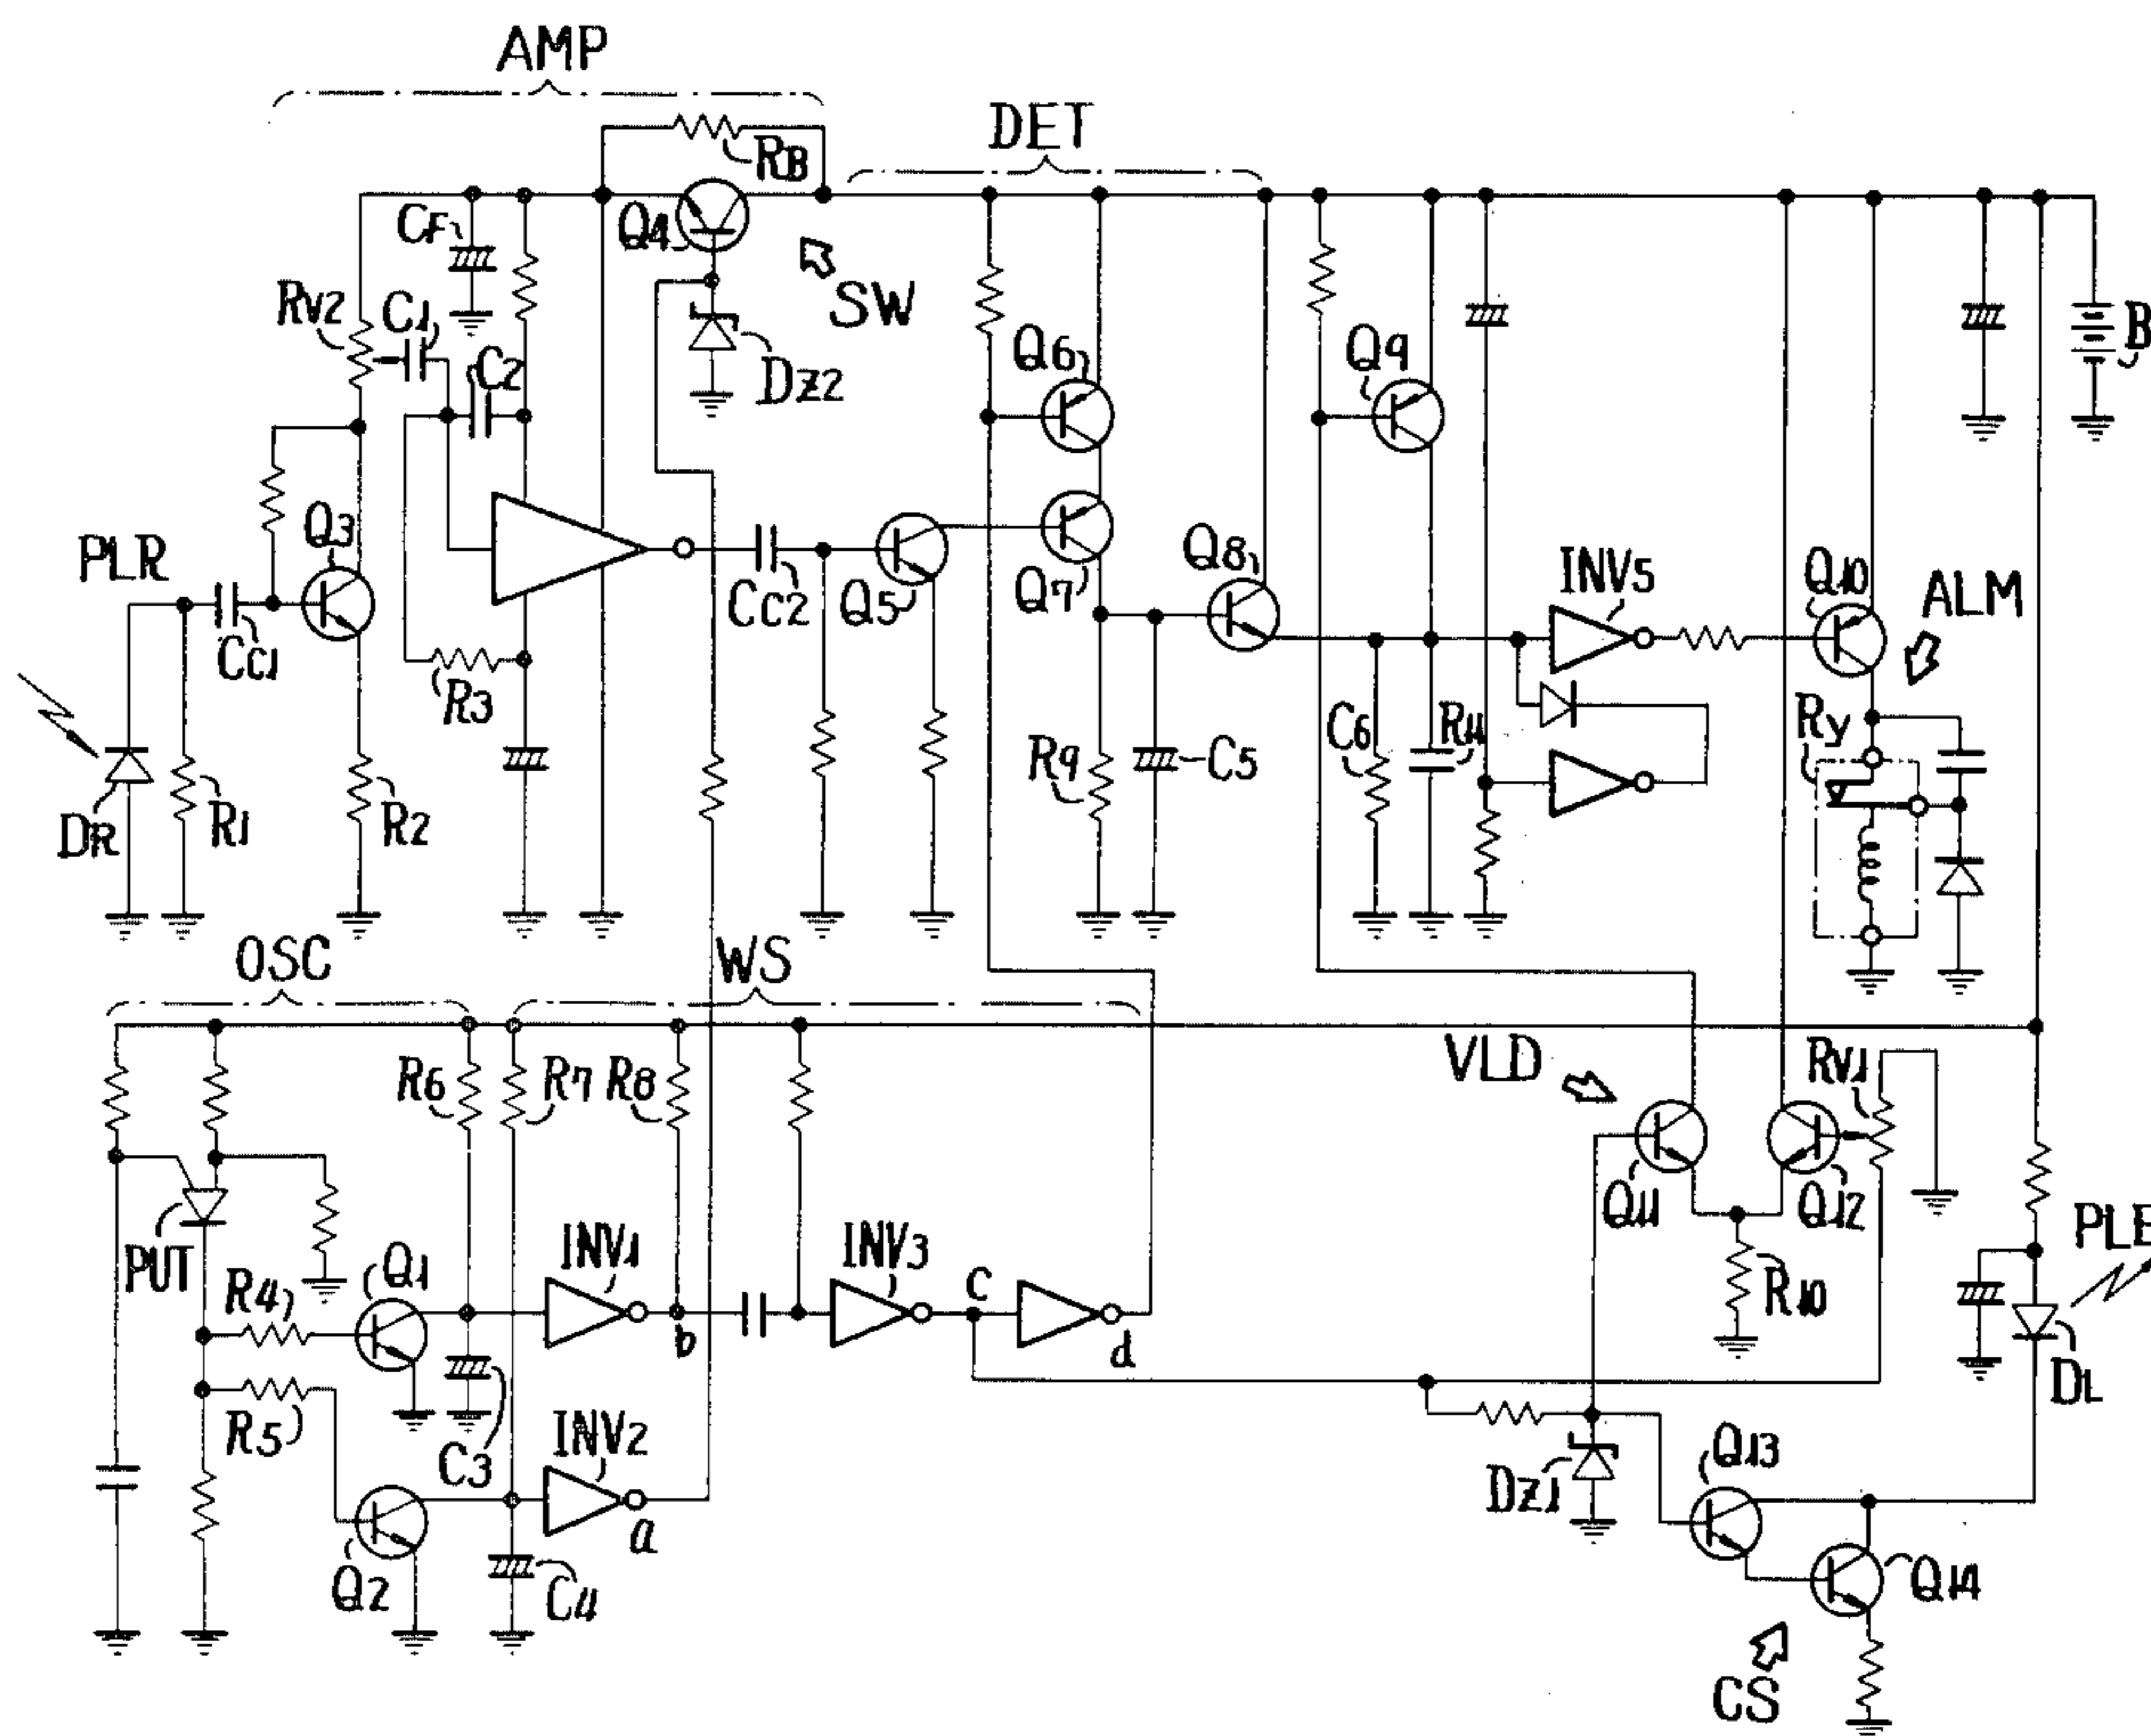 AMP
DET
RB
CF
Q4
SW
RV2
C1
C2
DZ2
Q6
Q9
B
Q3
PLR
CC1
R3
CC2
Q5
Q7
Q8
INV5
Q10
ALM
DR
R1
R2
R9
C5
C6
R11
Ry
OSC
WS
R6
R7
R8
VLD
RV1
PUT
R4
Q1
INV1
INV3
C
b
d
Q11
Q12
R10
PLE
DL
R5
C3
INV2
a
Q2
C4
DZ1
Q13
Q14
CS